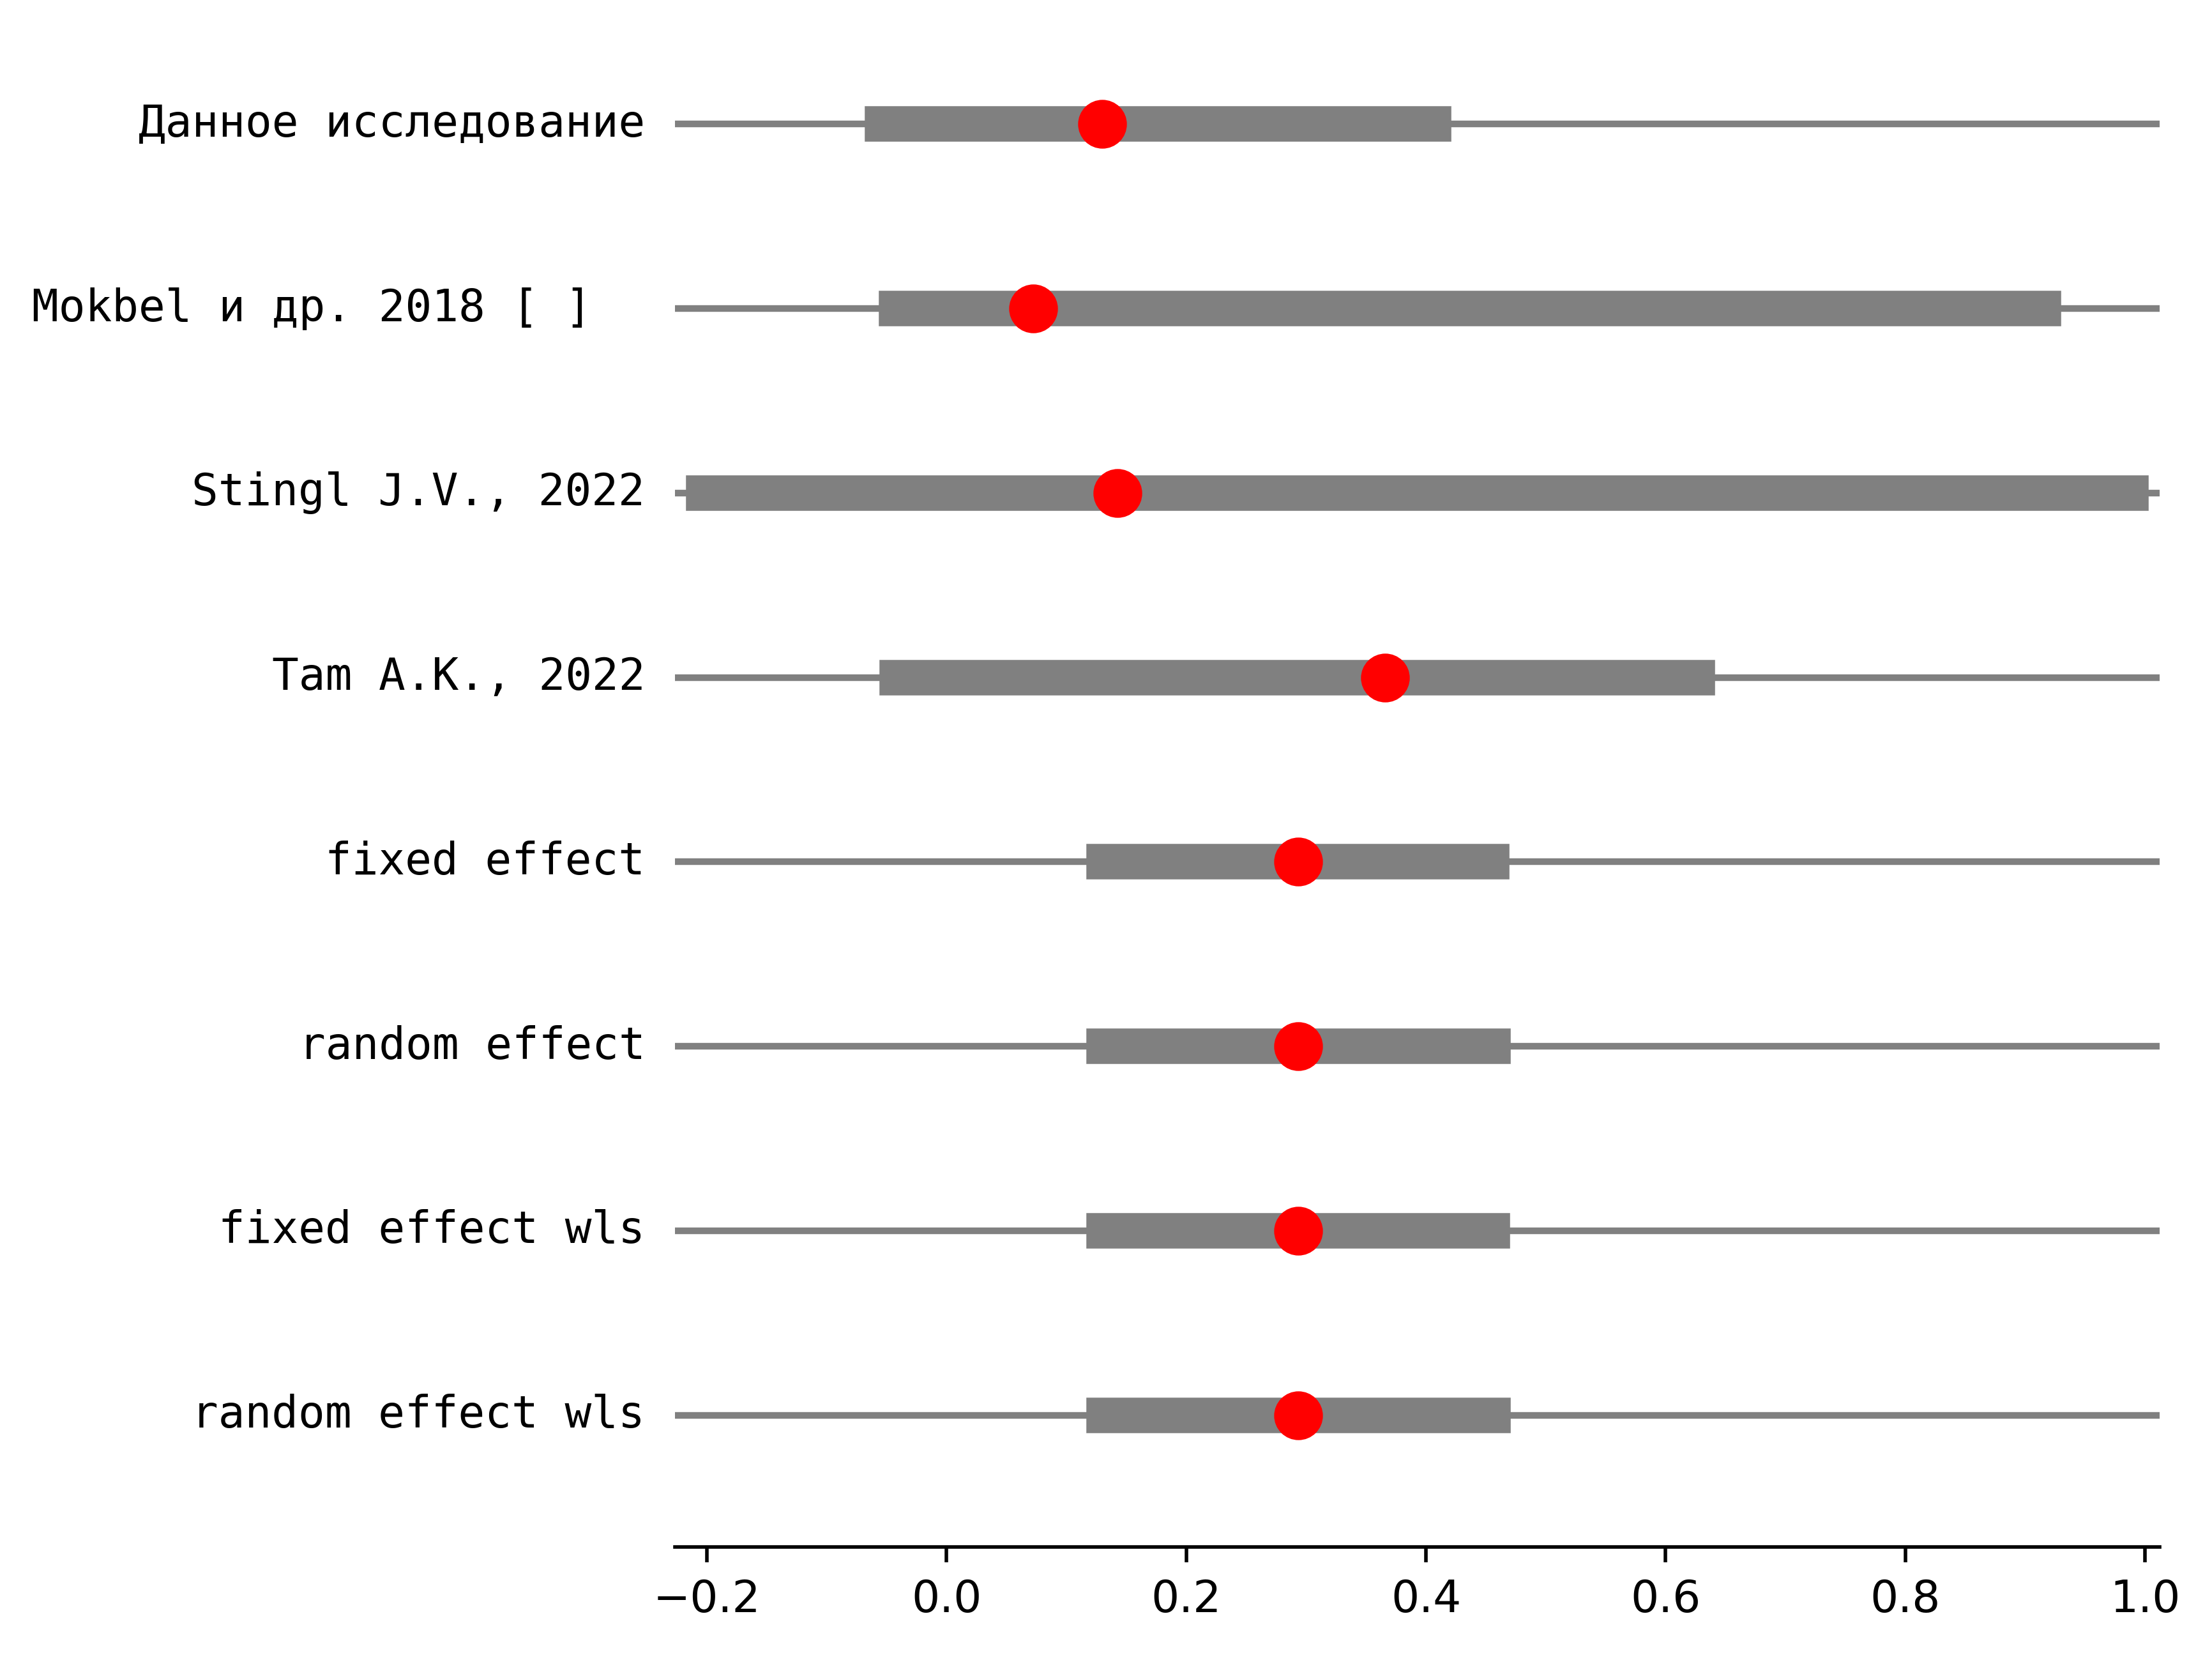 Данное исследование
Mokbel и др. 2018 [ ]
Stingl J.V., 2022
Tam A.K., 2022
fixed effect
random effect
fixed effect wls
random effect wls
−0.2 0.0 0.2 0.4 0.6 0.8 1.0